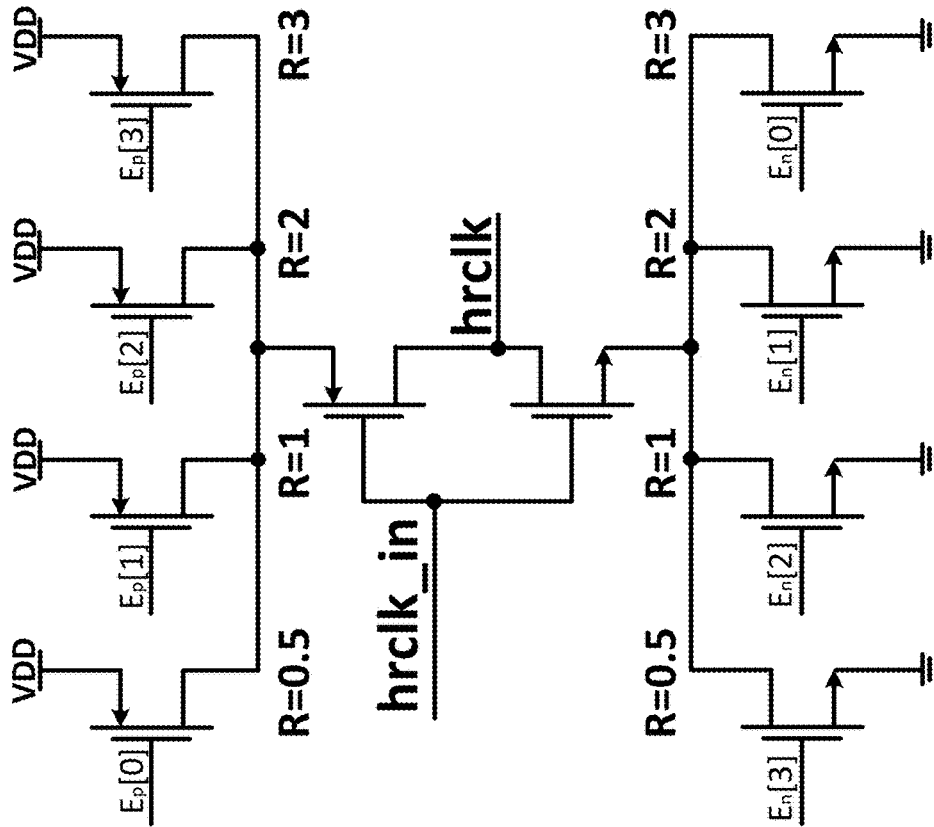 VDD VDD VDD VDD
Eₚ[0] Eₚ[1] Eₚ[2] Eₚ[3]
R=0.5 R=1 R=2 R=3
hrclk_in
hrclk
R=0.5 R=1 R=2 R=3
Eₙ[3] Eₙ[2] Eₙ[1] Eₙ[0]